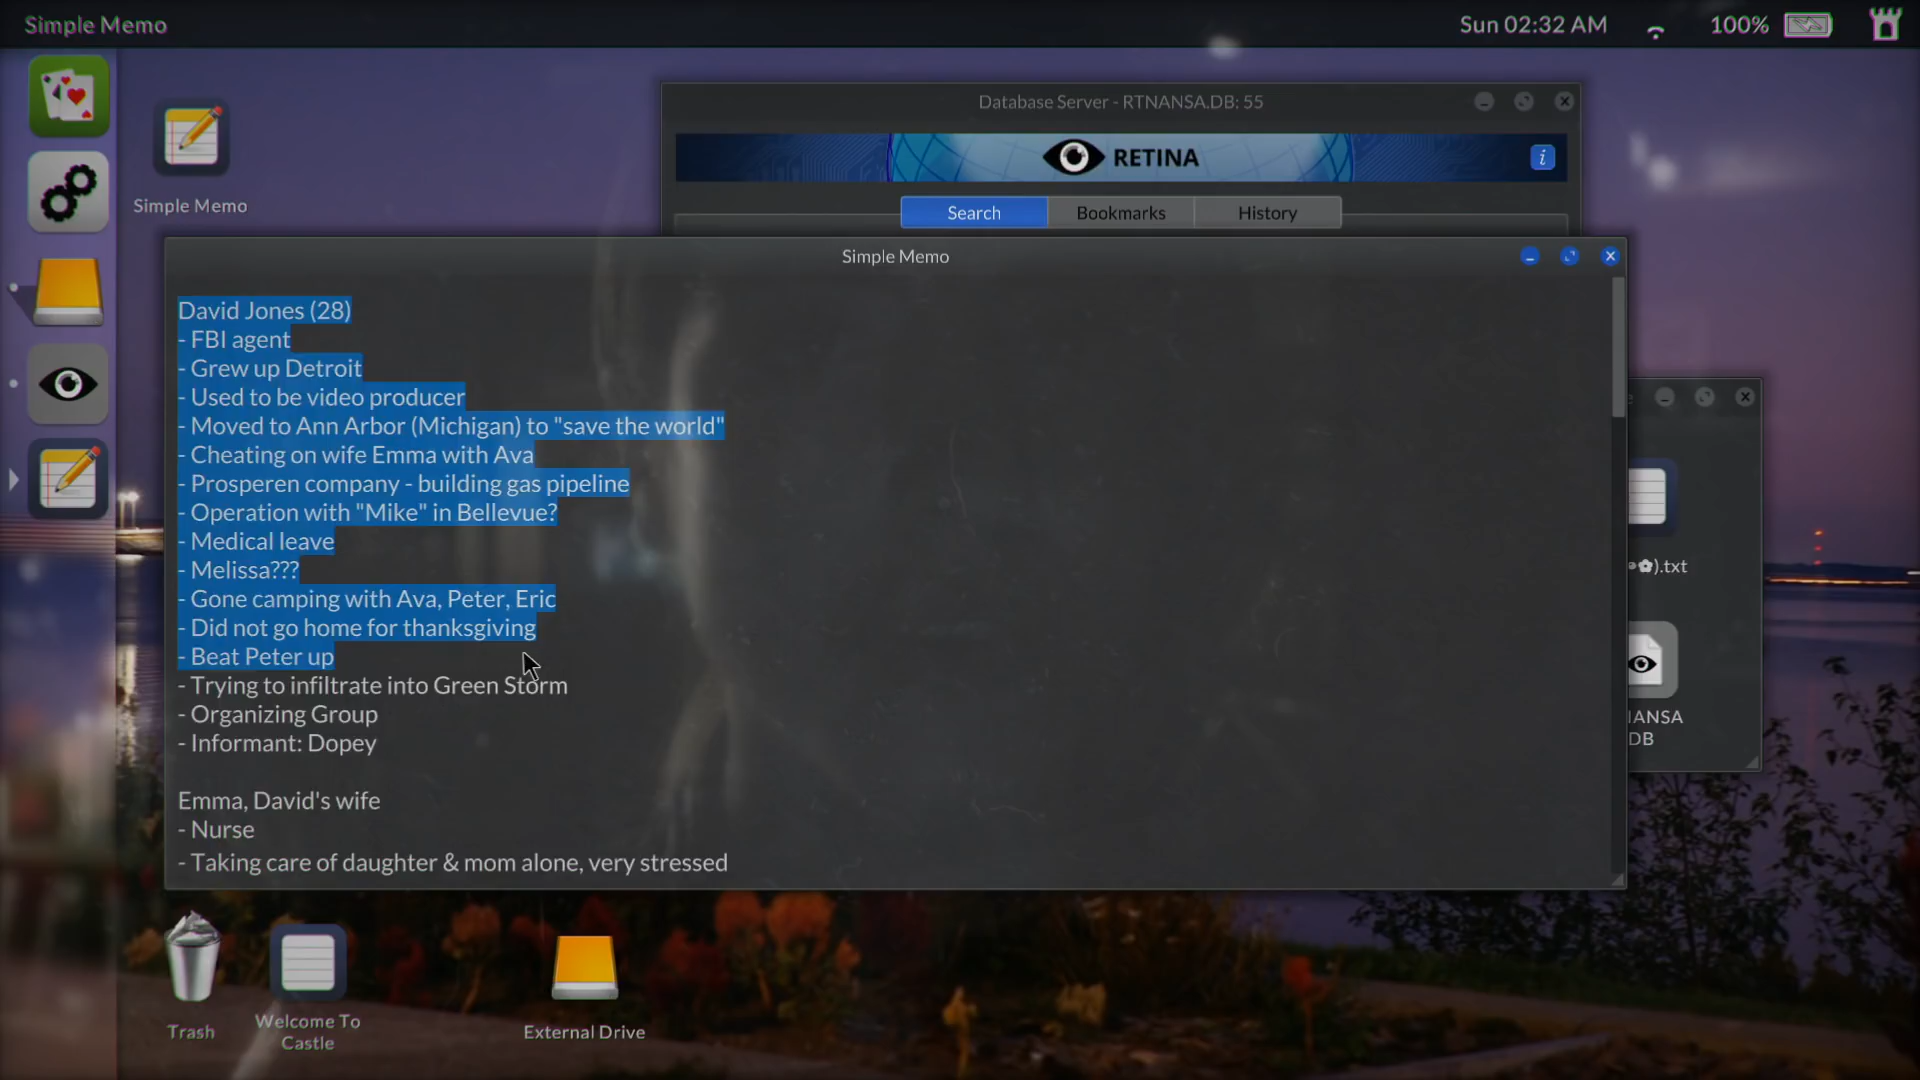 Simple Memo
Sun 02:32 AM
100%
Simple Memo
Database Server - RTNANSA.DB: 55
RETINA
i
Search
Bookmarks
History
Simple Memo
David Jones (28)
- FBI agent
- Grew up Detroit
- Used to be video producer
- Moved to Ann Arbor (Michigan) to "save the world"
- Cheating on wife Emma with Ava
- Prosperen company - building gas pipeline
- Operation with "Mike" in Bellevue?
- Medical leave
- Melissa???
- Gone camping with Ava, Peter, Eric
- Did not go home for thanksgiving
- Beat Peter up
- Trying to infiltrate into Green Storm
- Organizing Group
- Informant: Dopey
Emma, David's wife
- Nurse
- Taking care of daughter & mom alone, very stressed
✿).txt
NANSA
DB
Trash
Welcome To
Castle
External Drive